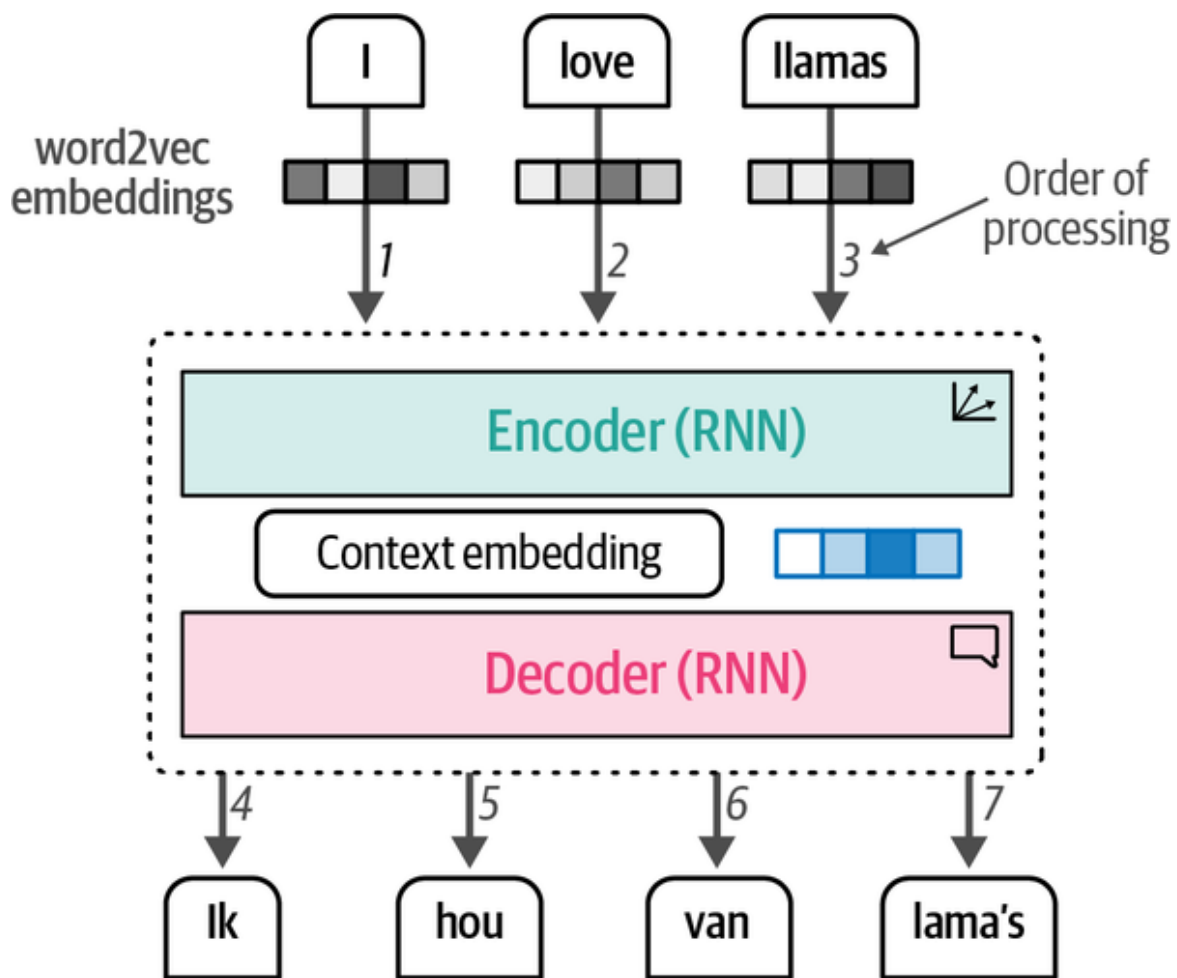 I
love
llamas
word2vec
embeddings
Order of
processing
1
2
3
Encoder (RNN)
Context embedding
Decoder (RNN)
4
5
6
7
Ik
hou
van
lama's